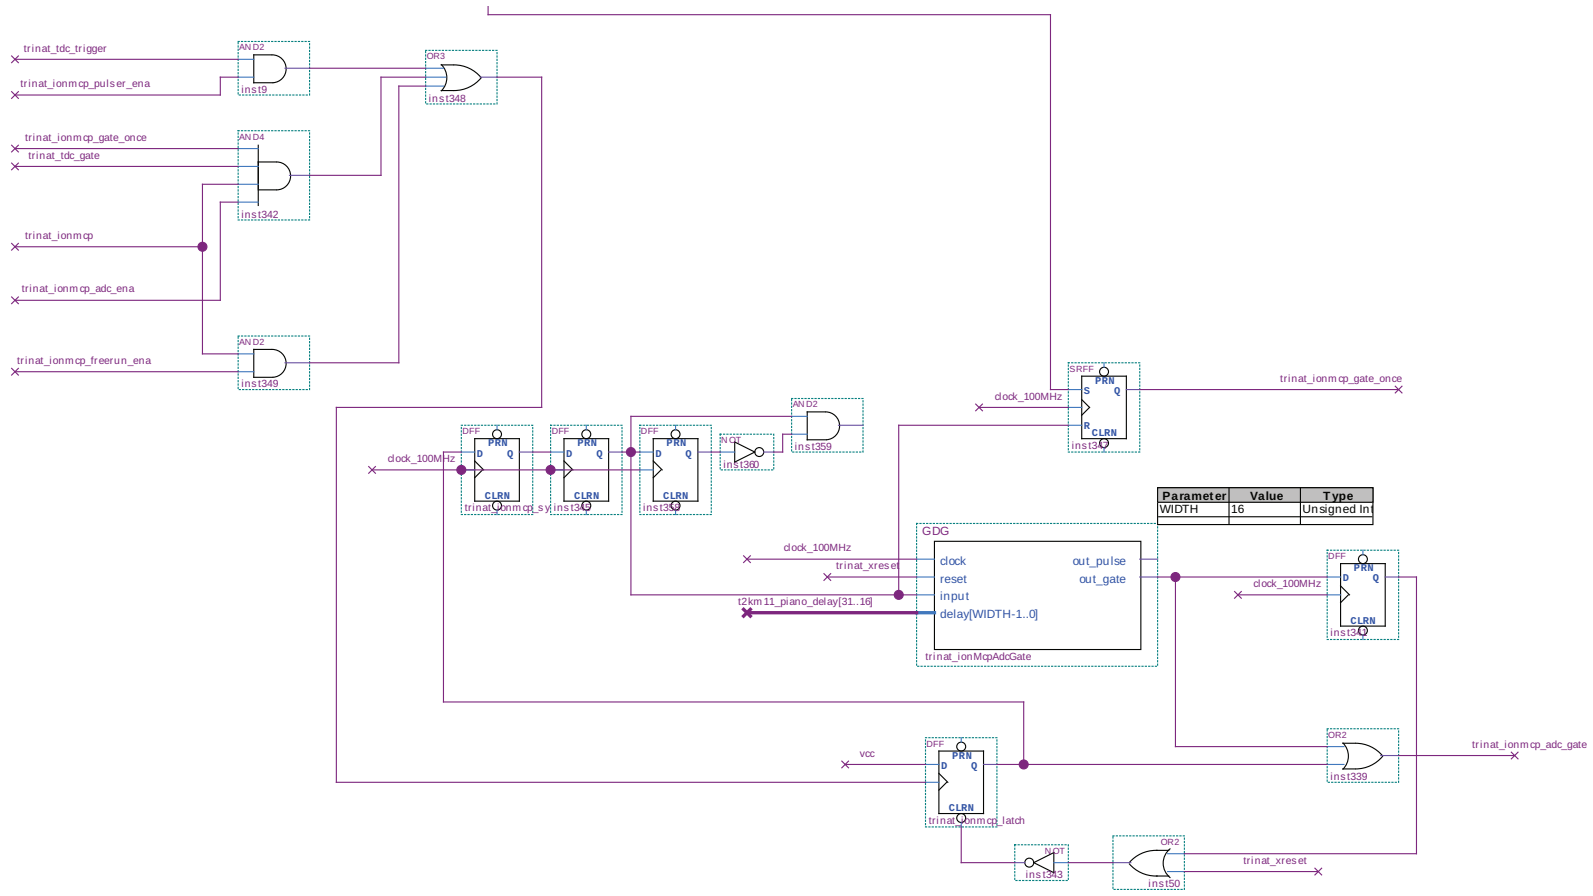 trinat_tdc_trigger
trinat_ionmcp_pulser_ena
AND2
inst9
OR3
inst348
trinat_ionmcp_gate_once
trinat_tdc_gate
AND4
inst342
trinat_ionmcp
trinat_ionmcp_adc_ena
AND2
inst349
trinat_ionmcp_freerun_ena
SRFF
PRN
S Q
R
CLRN
clock_100MHz
trinat_ionmcp_gate_once
AND2
inst359
NOT
inst360
clock_100MHz
DFF
PRN
D Q
CLRN
trinat_ionmcp_sy
DFF
PRN
D Q
CLRN
DFF
PRN
D Q
CLRN
Parameter Value Type
WIDTH 16 Unsigned Int
GDG
clock out_pulse
reset out_gate
input
delay[WIDTH-1..0]
trinat_ionMcpAdcGate
clock_100MHz
trinat_xreset
t2km11_piano_delay[31..16]
DFF
PRN
D Q
CLRN
clock_100MHz
OR2
inst339
trinat_ionmcp_adc_gate
vcc
DFF
PRN
D Q
CLRN
trinat_ionmcp_latch
NOT
inst343
OR2
inst50
trinat_xreset